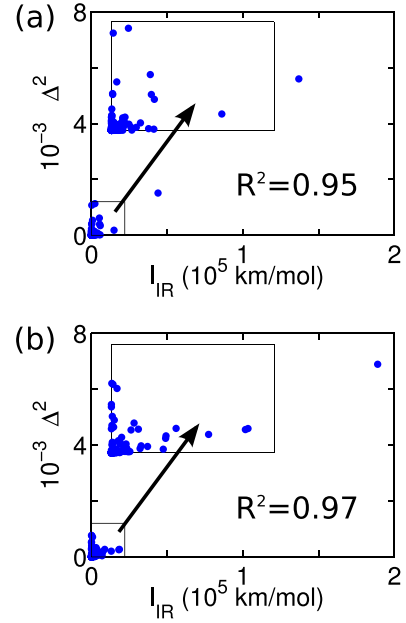 (a)
8
4
0
10⁻³ Δ²
R²=0.95
0 1 2
I_IR (10⁵ km/mol)
(b)
8
4
0
10⁻³ Δ²
R²=0.97
0 1 2
I_IR (10⁵ km/mol)